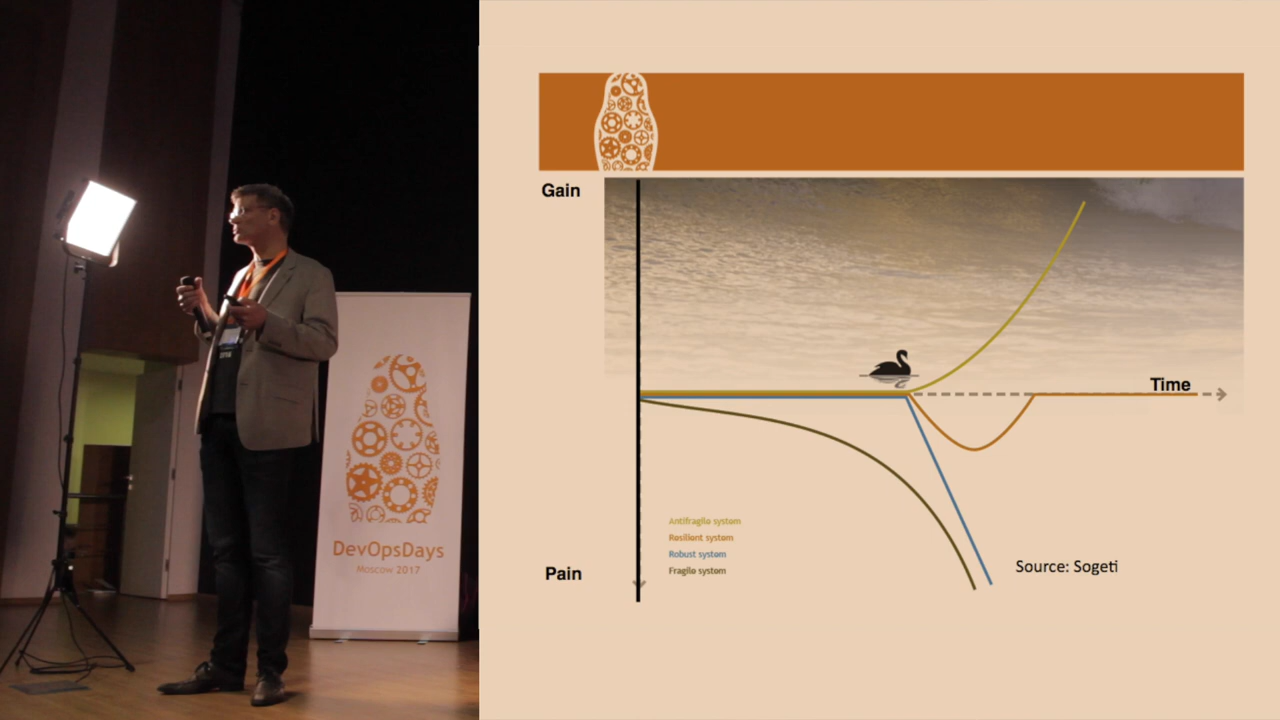 DevOpsDays
Moscow 2017
Gain
Time
Antifragile system
Resilient system
Robust system
Fragile system
Pain
Source: Sogeti